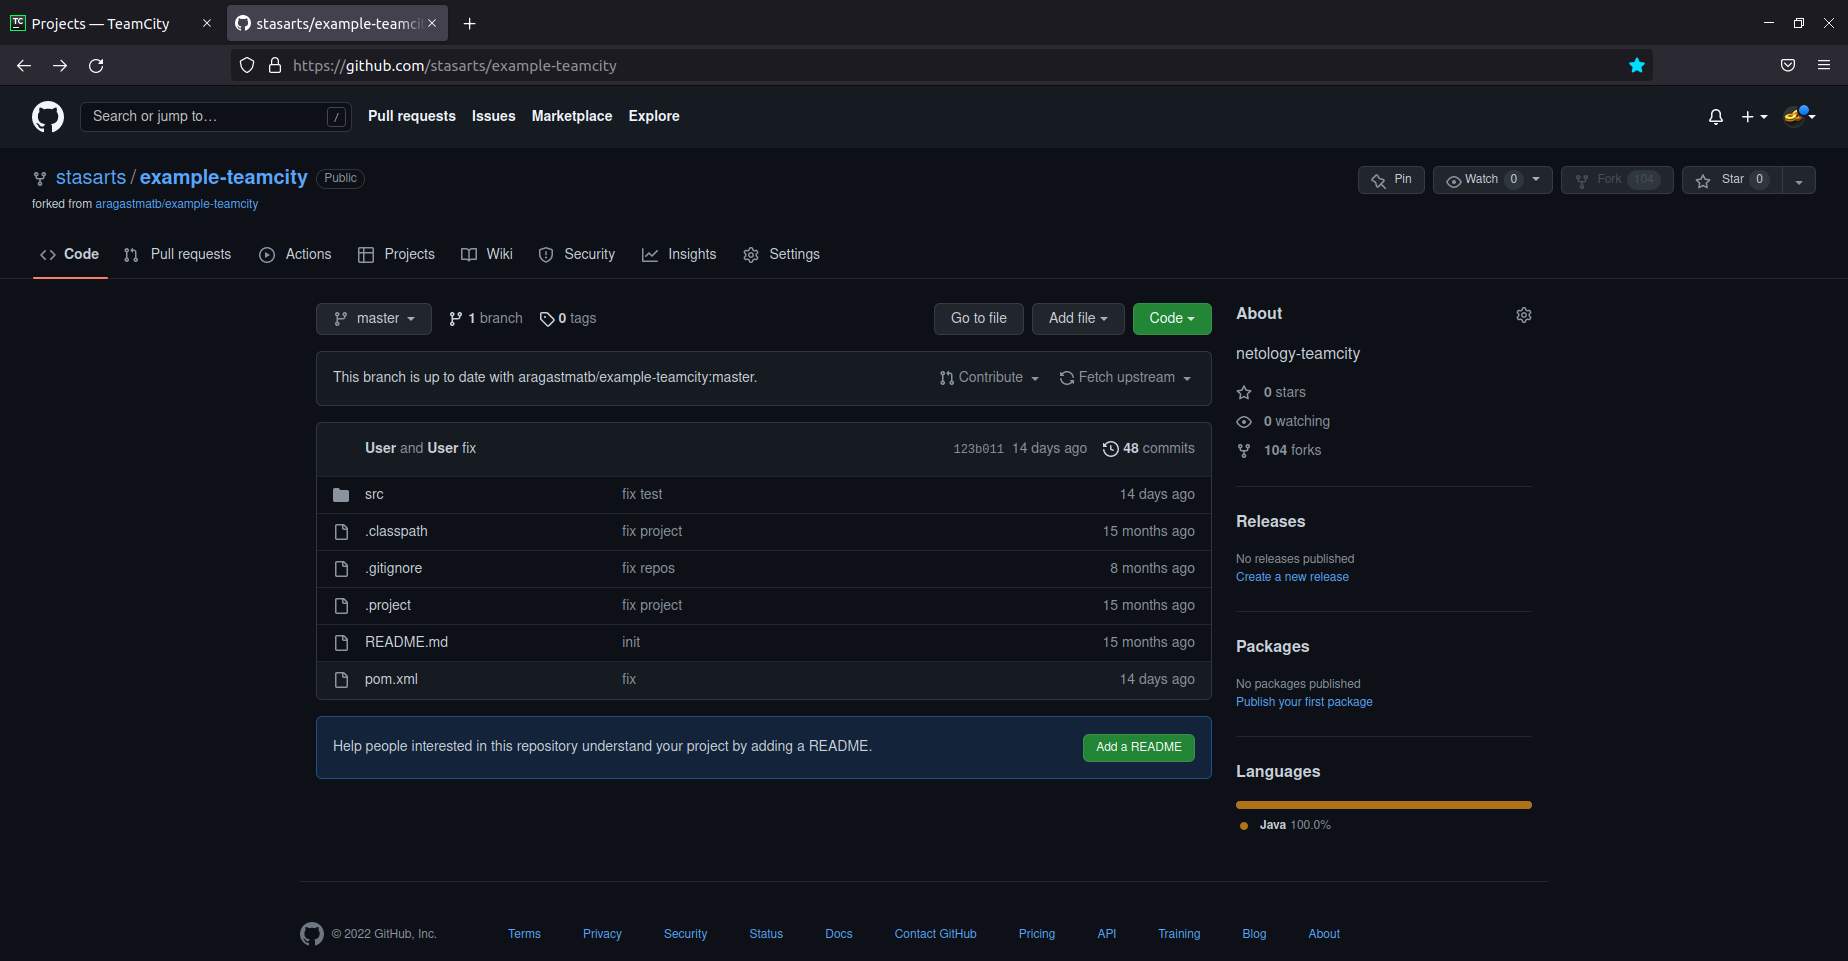 TC Projects — TeamCity
stasarts/example-teamci
https://github.com/stasarts/example-teamcity
Search or jump to… / Pull requests Issues Marketplace Explore
stasarts / example-teamcity Public
Pin Watch 0 Fork 104 Star 0
forked from aragastmatb/example-teamcity
Code Pull requests Actions Projects Wiki Security Insights Settings
master 1 branch 0 tags Go to file Add file Code
This branch is up to date with aragastmatb/example-teamcity:master. Contribute Fetch upstream
User and User fix 123b011 14 days ago 48 commits
src fix test 14 days ago
.classpath fix project 15 months ago
.gitignore fix repos 8 months ago
.project fix project 15 months ago
README.md init 15 months ago
pom.xml fix 14 days ago
Help people interested in this repository understand your project by adding a README. Add a README
About
netology-teamcity
0 stars
0 watching
104 forks
Releases
No releases published
Create a new release
Packages
No packages published
Publish your first package
Languages
Java 100.0%
© 2022 GitHub, Inc. Terms Privacy Security Status Docs Contact GitHub Pricing API Training Blog About